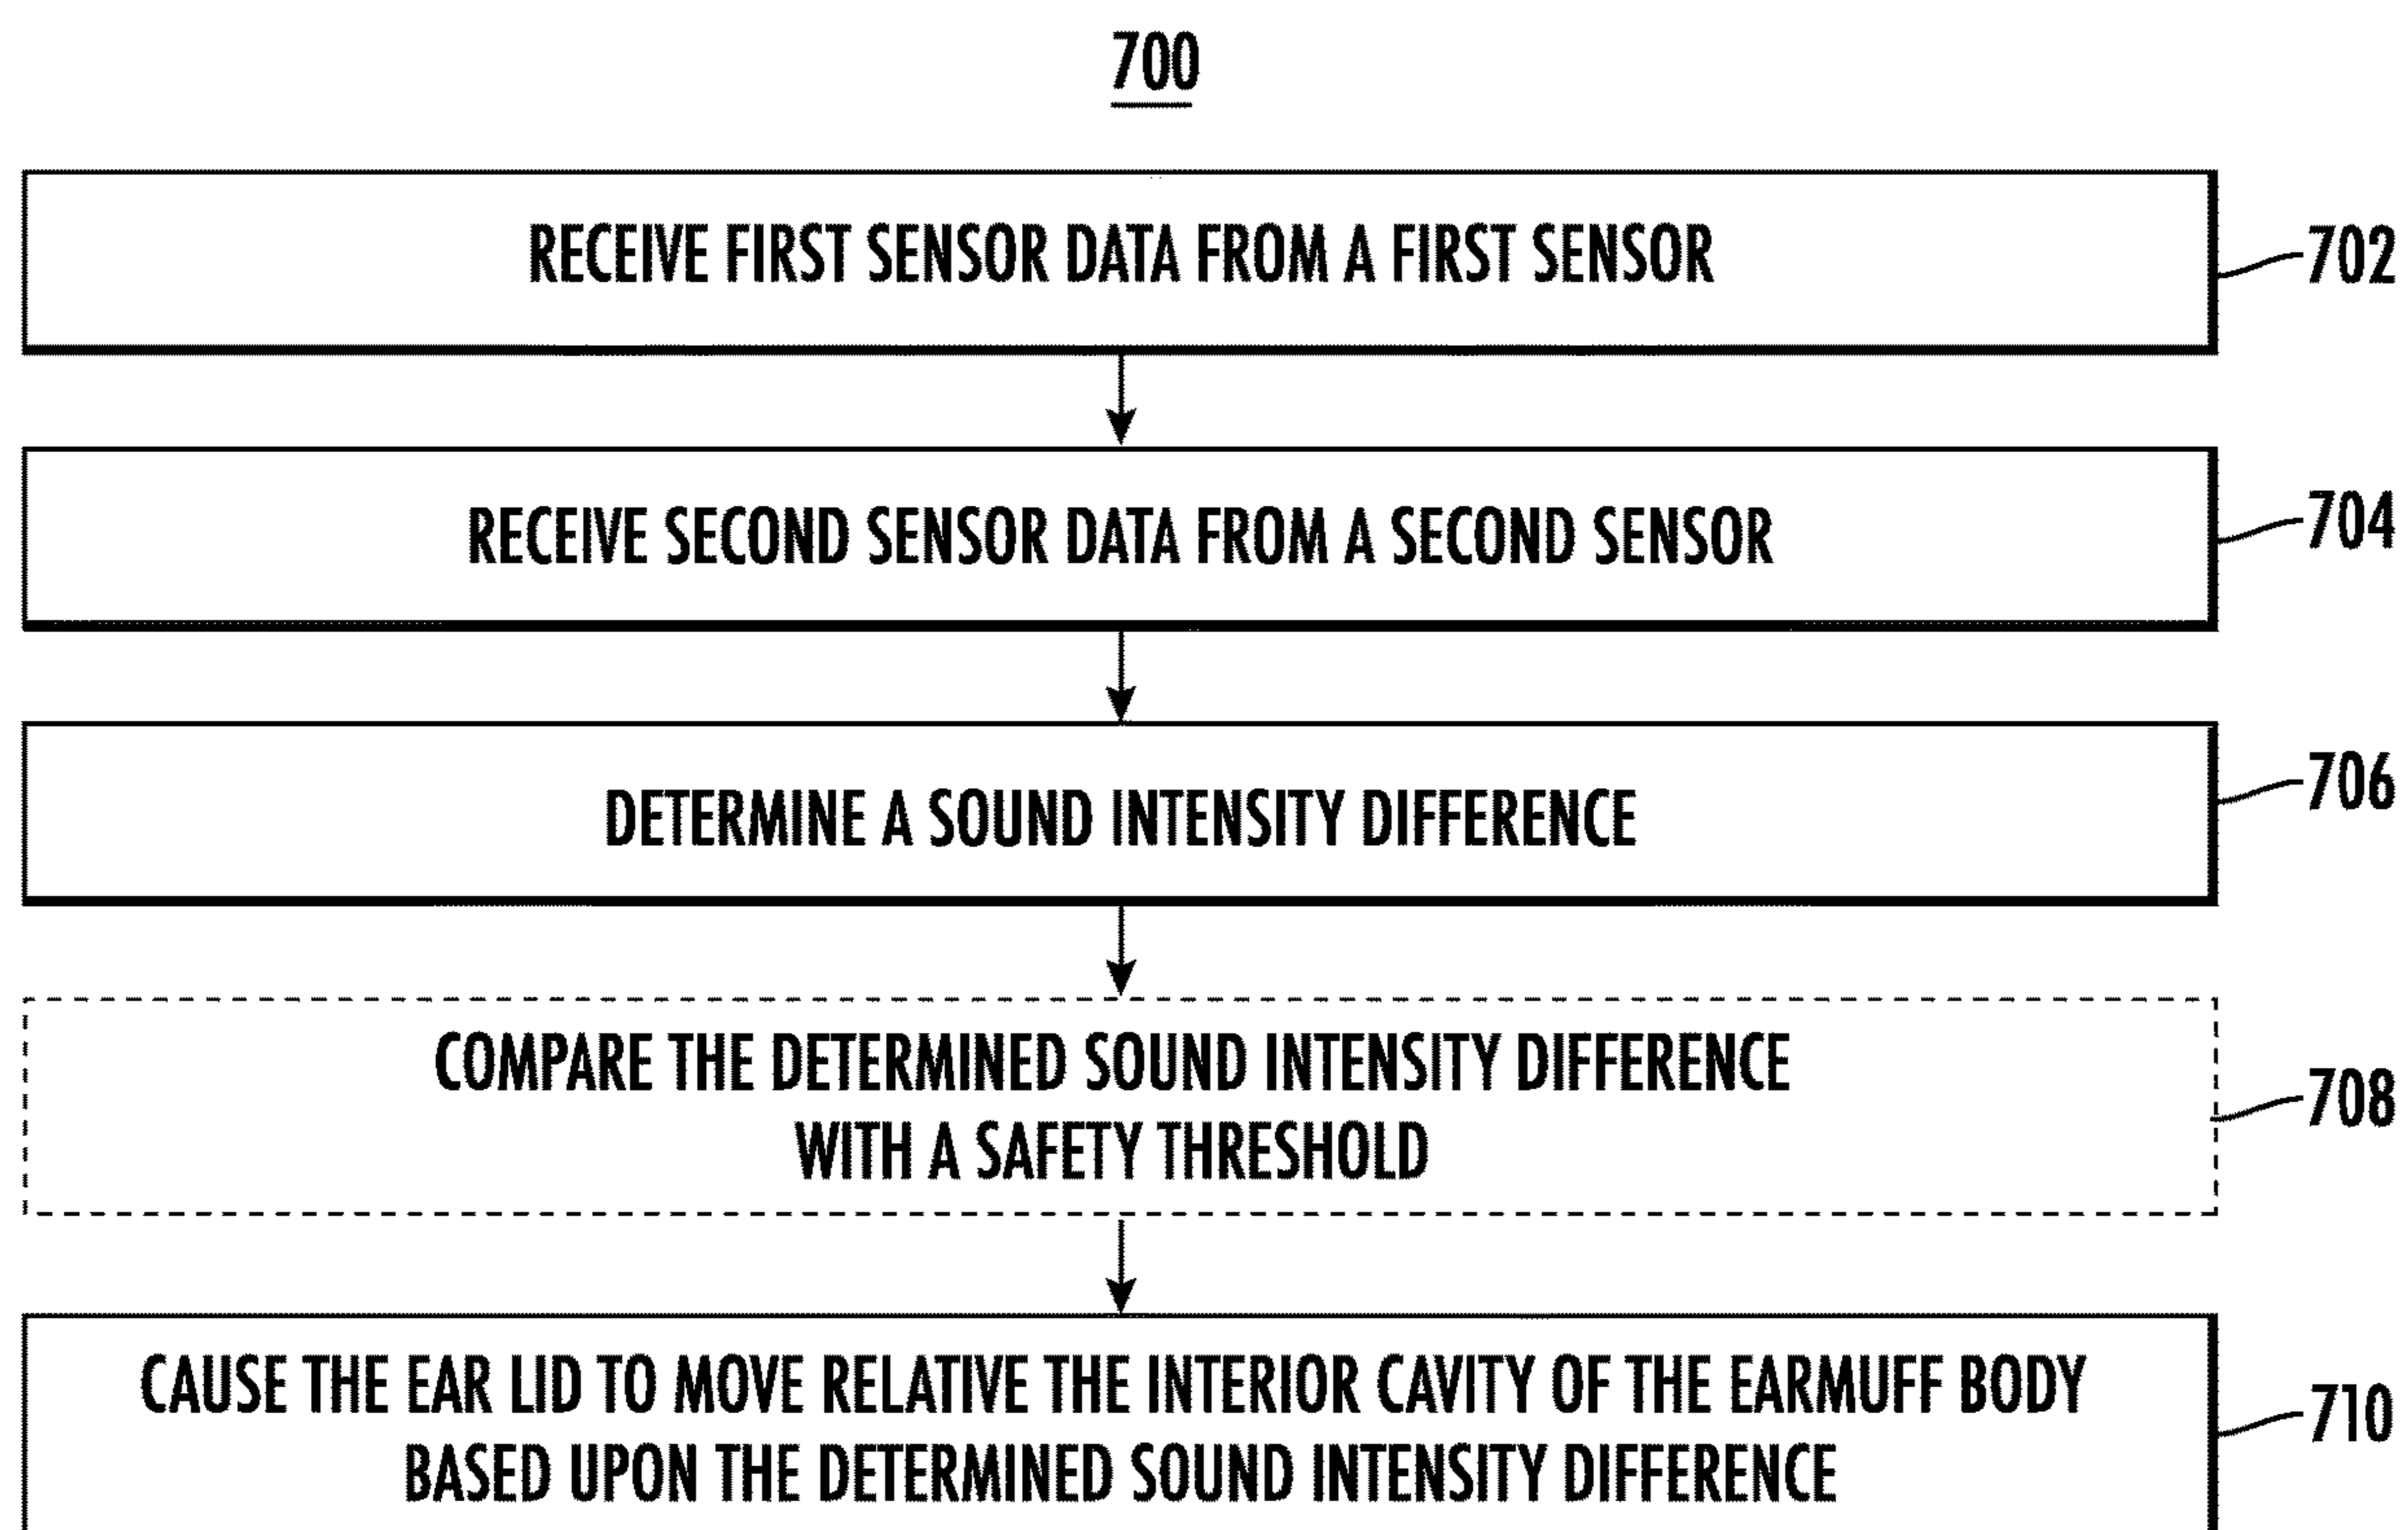 700
RECEIVE FIRST SENSOR DATA FROM A FIRST SENSOR
702
RECEIVE SECOND SENSOR DATA FROM A SECOND SENSOR
704
DETERMINE A SOUND INTENSITY DIFFERENCE
706
COMPARE THE DETERMINED SOUND INTENSITY DIFFERENCE
WITH A SAFETY THRESHOLD
708
CAUSE THE EAR LID TO MOVE RELATIVE THE INTERIOR CAVITY OF THE EARMUFF BODY
BASED UPON THE DETERMINED SOUND INTENSITY DIFFERENCE
710